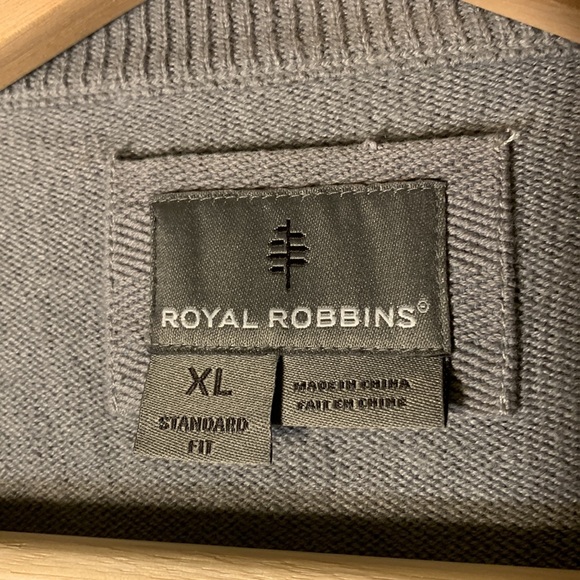 ROYAL ROBBINS®
XL
STANDARD
FIT
MADE IN CHINA
FAIT EN CHINE